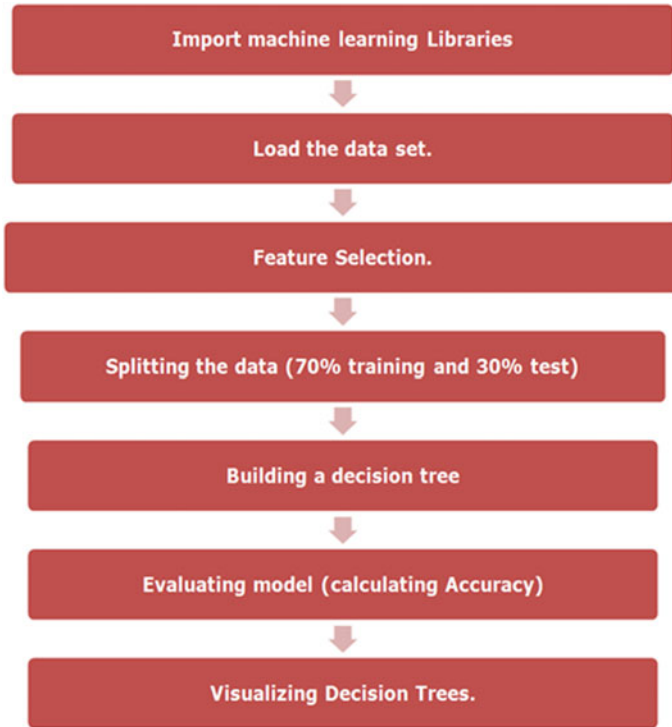 Import machine learning Libraries
Load the data set.
Feature Selection.
Splitting the data (70% training and 30% test)
Building a decision tree
Evaluating model (calculating Accuracy)
Visualizing Decision Trees.